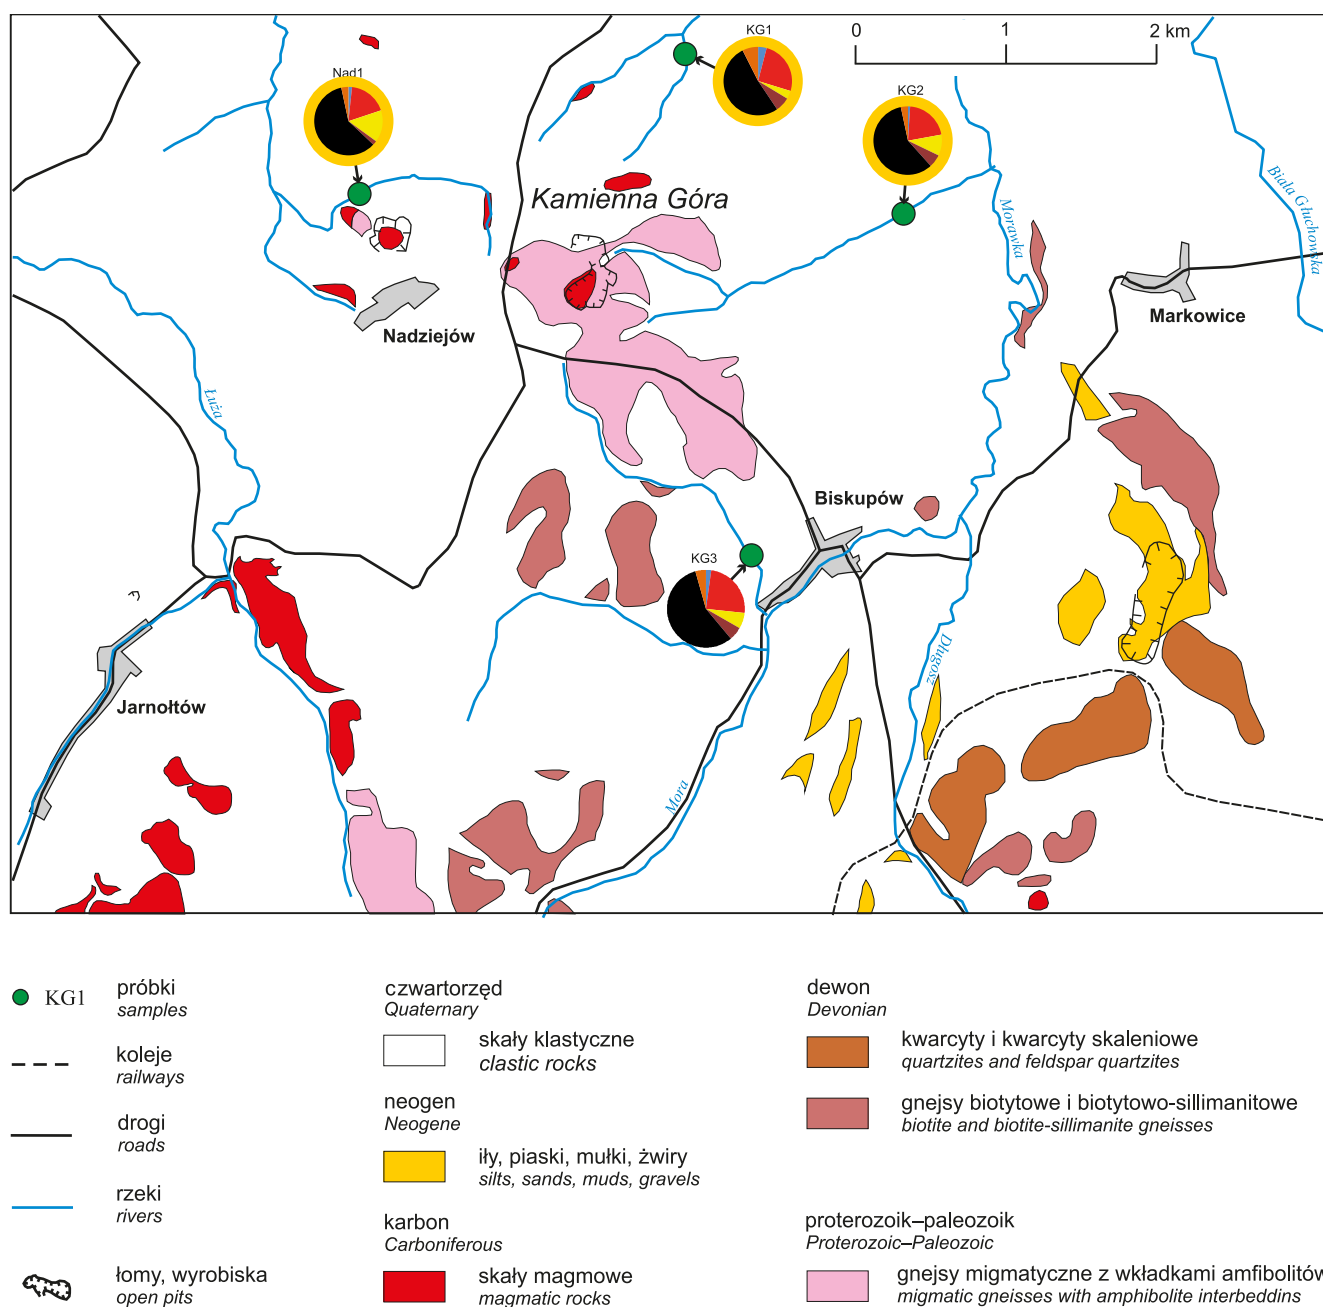 KG1
0
1
2 km
Nad1
KG2
Kamienna Góra
Morawka
Biała Głuchowska
Nadziejów
Markowice
Łuża
Biskupów
KG3
Długosz
Jarnołtów
Mora
KG1
próbki
samples
koleje
railways
drogi
roads
rzeki
rivers
łomy, wyrobiska
open pits
czwartorzęd
Quaternary
skały klastyczne
clastic rocks
neogen
Neogene
iły, piaski, mułki, żwiry
silts, sands, muds, gravels
karbon
Carboniferous
skały magmowe
magmatic rocks
dewon
Devonian
kwarcyty i kwarcyty skaleniowe
quartzites and feldspar quartzites
gnejsy biotytowe i biotytowo-sillimanitowe
biotite and biotite-sillimanite gneisses
proterozoik–paleozoik
Proterozoic–Paleozoic
gnejsy migmatyczne z wkładkami amfibolitów
migmatic gneisses with amphibolite interbeddins